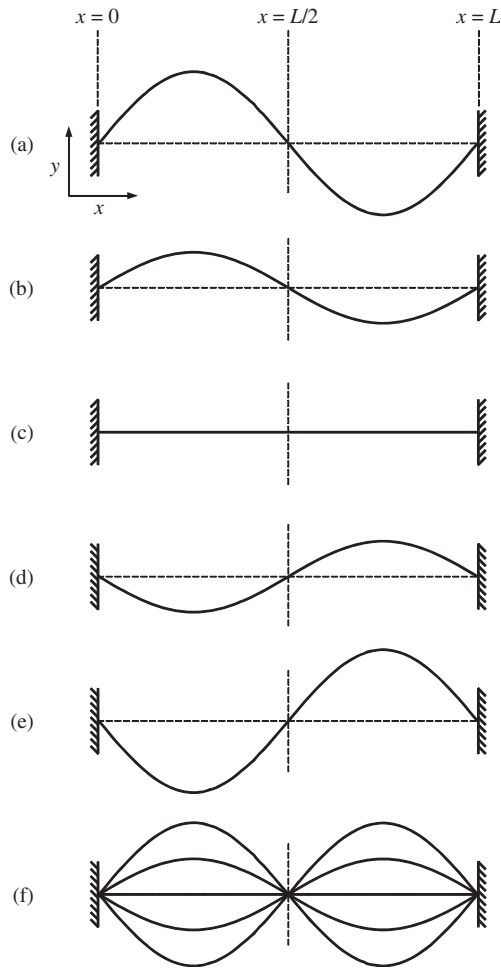 x = 0 x = L/2 x = L
(a)
y
x
(b)
(c)
(d)
(e)
(f)